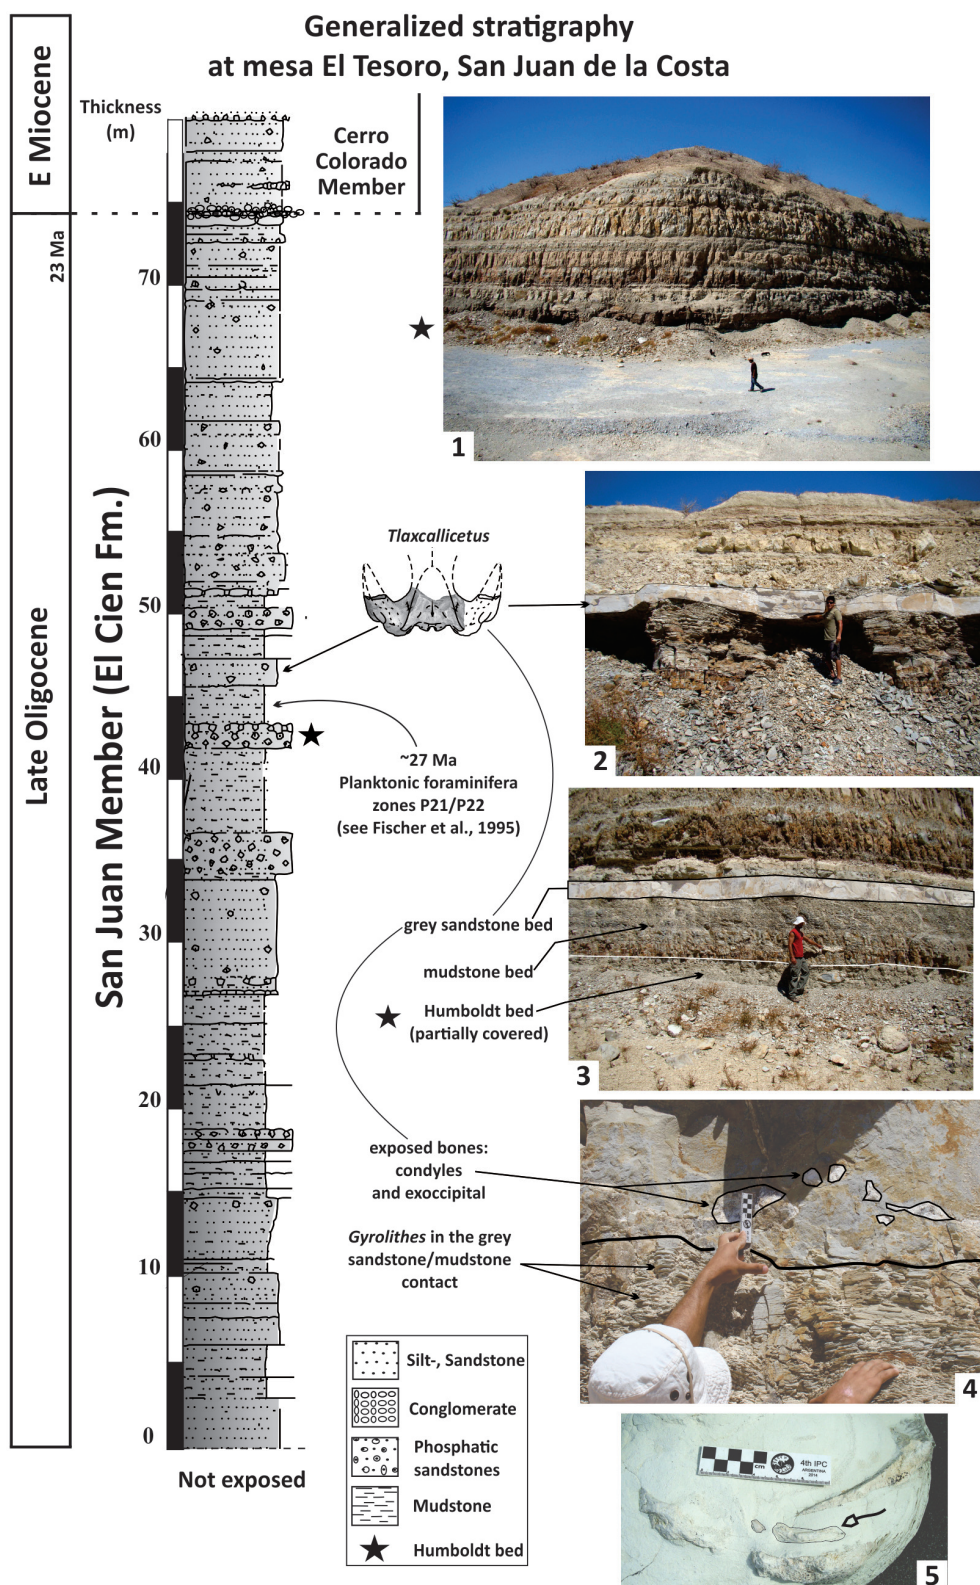 Generalized stratigraphy
at mesa El Tesoro, San Juan de la Costa
E Miocene
Late Oligocene
23 Ma
San Juan Member (El Cien Fm.)
Thickness
(m)
70
60
50
40
30
20
10
0
Not exposed
Cerro
Colorado
Member
Tlaxcallicetus
~27 Ma
Planktonic foraminifera
zones P21/P22
(see Fischer et al., 1995)
grey sandstone bed
mudstone bed
Humboldt bed
(partially covered)
exposed bones:
condyles
and exoccipital
Gyrolithes in the grey
sandstone/mudstone
contact
Silt-, Sandstone
Conglomerate
Phosphatic
sandstones
Mudstone
Humboldt bed
1
2
3
4
cm
4th IPC
ARGENTINA
2014
5